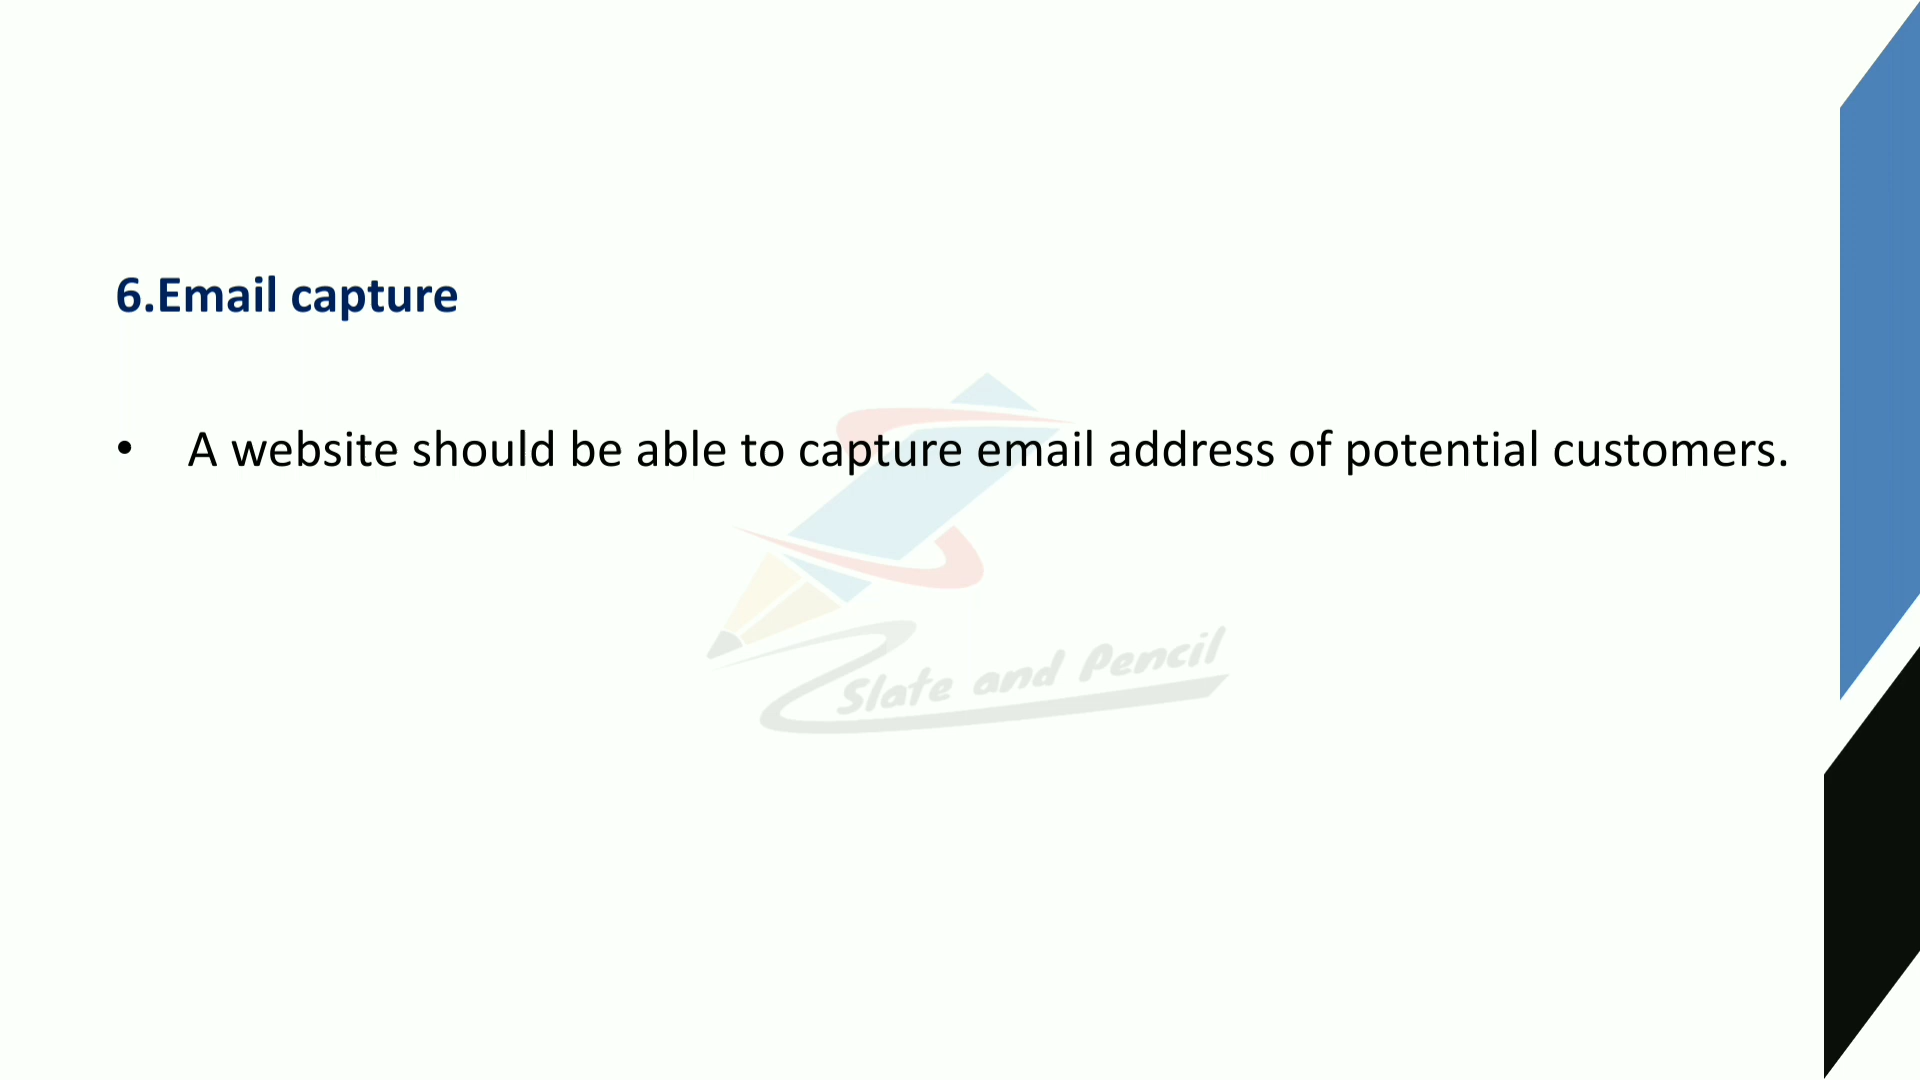 6.Email capture
• A website should be able to capture email address of potential customers.
Slate and Pencil